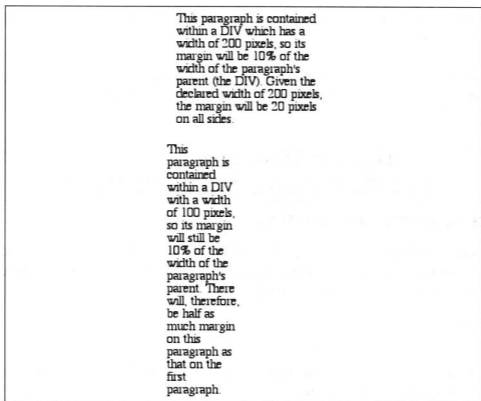 This paragraph is contained
within a DIV which has a
width of 200 pixels, so its
margin will be 10% of the
width of the paragraph's
parent (the DIV). Given the
declared width of 200 pixels,
the margin will be 20 pixels
on all sides.
This
paragraph is
contained
within a DIV
with a width
of 100 pixels,
so its margin
will still be
10% of the
width of the
paragraph's
parent. There
will, therefore,
be half as
much margin
on this
paragraph as
that on the
first
paragraph.